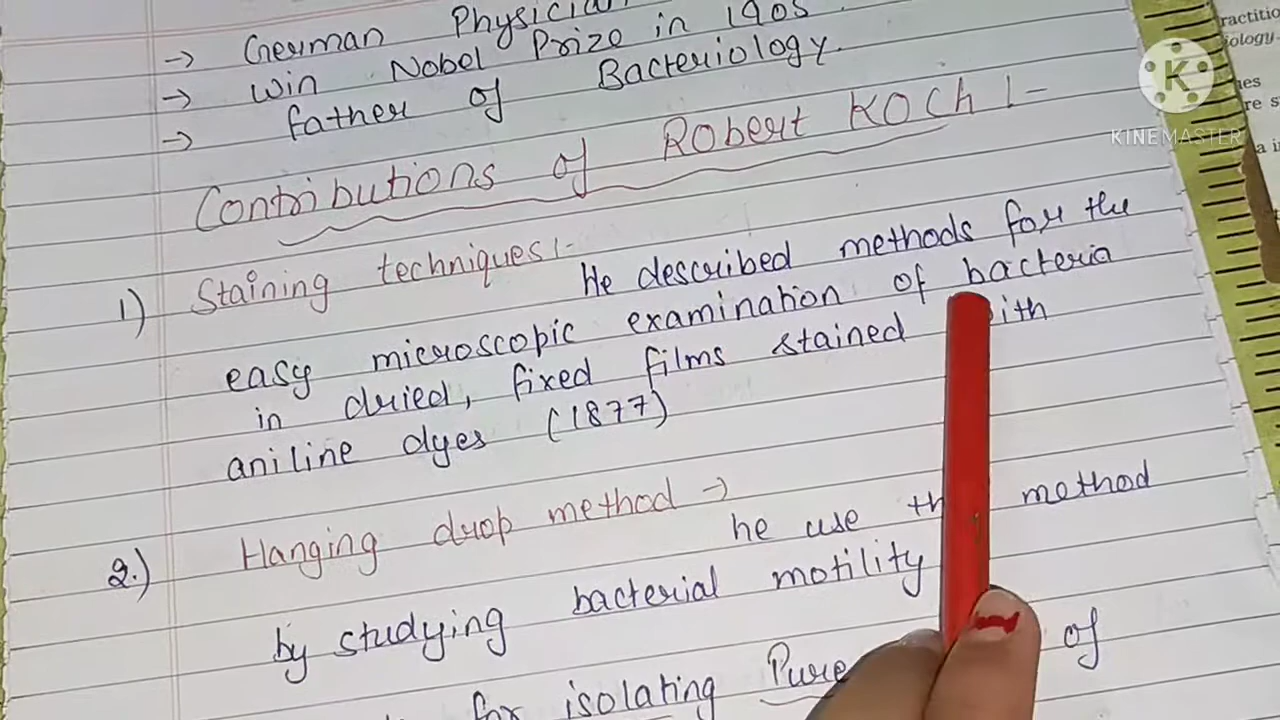 → German Physician
→ Win Nobel Prize in 1905
→ father of Bacteriology.
Contributions of Robert KOCH :-
1) Staining techniques :- He described methods for the
easy microscopic examination of bacteria
in dried, fixed films stained with
aniline dyes (1877)
2.) Hanging drop method → he use method
by studying bacterial motility
for isolating Pure of
KINEMASTER